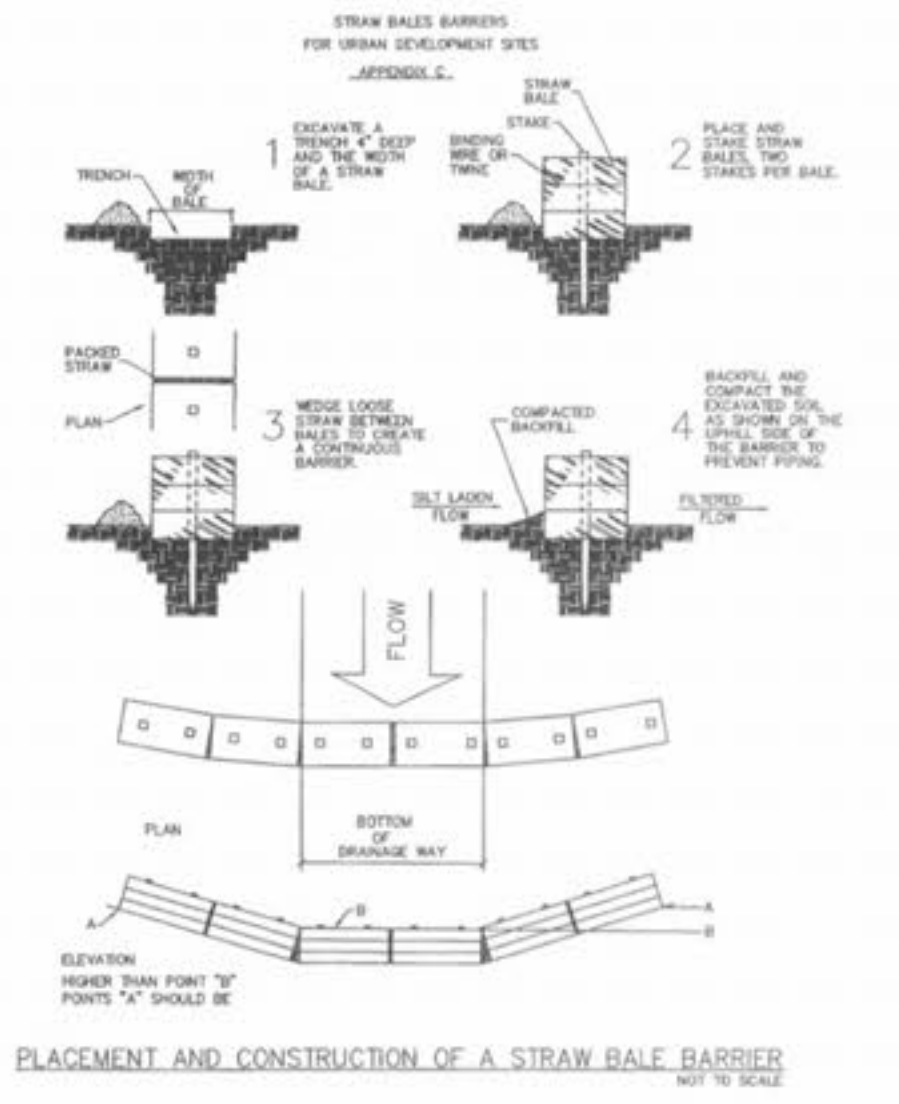 STRAW BALES BARRIERS
FOR URBAN DEVELOPMENT SITES
APPENDIX C
1
EXCAVATE A
TRENCH 4" DEEP
AND THE WIDTH
OF A STRAW
BALE.
TRENCH
WIDTH
OF
BALE
STRAW
BALE
STAKE
BINDING
WIRE OR
TWINE
2
PLACE AND
STAKE STRAW
BALES, TWO
STAKES PER BALE.
PACKED
STRAW
PLAN
3
WEDGE LOOSE
STRAW BETWEEN
BALES TO CREATE
A CONTINUOUS
BARRIER.
COMPACTED
BACKFILL
4
BACKFILL AND
COMPACT THE
EXCAVATED SOIL
AS SHOWN ON THE
UPHILL SIDE OF
THE BARRIER TO
PREVENT PIPING.
SILT LADEN
FLOW
FILTERED
FLOW
FLOW
PLAN
BOTTOM
OF
DRAINAGE WAY
A
B
A
B
ELEVATION
HIGHER THAN POINT "B"
POINTS "A" SHOULD BE
PLACEMENT AND CONSTRUCTION OF A STRAW BALE BARRIER
NOT TO SCALE